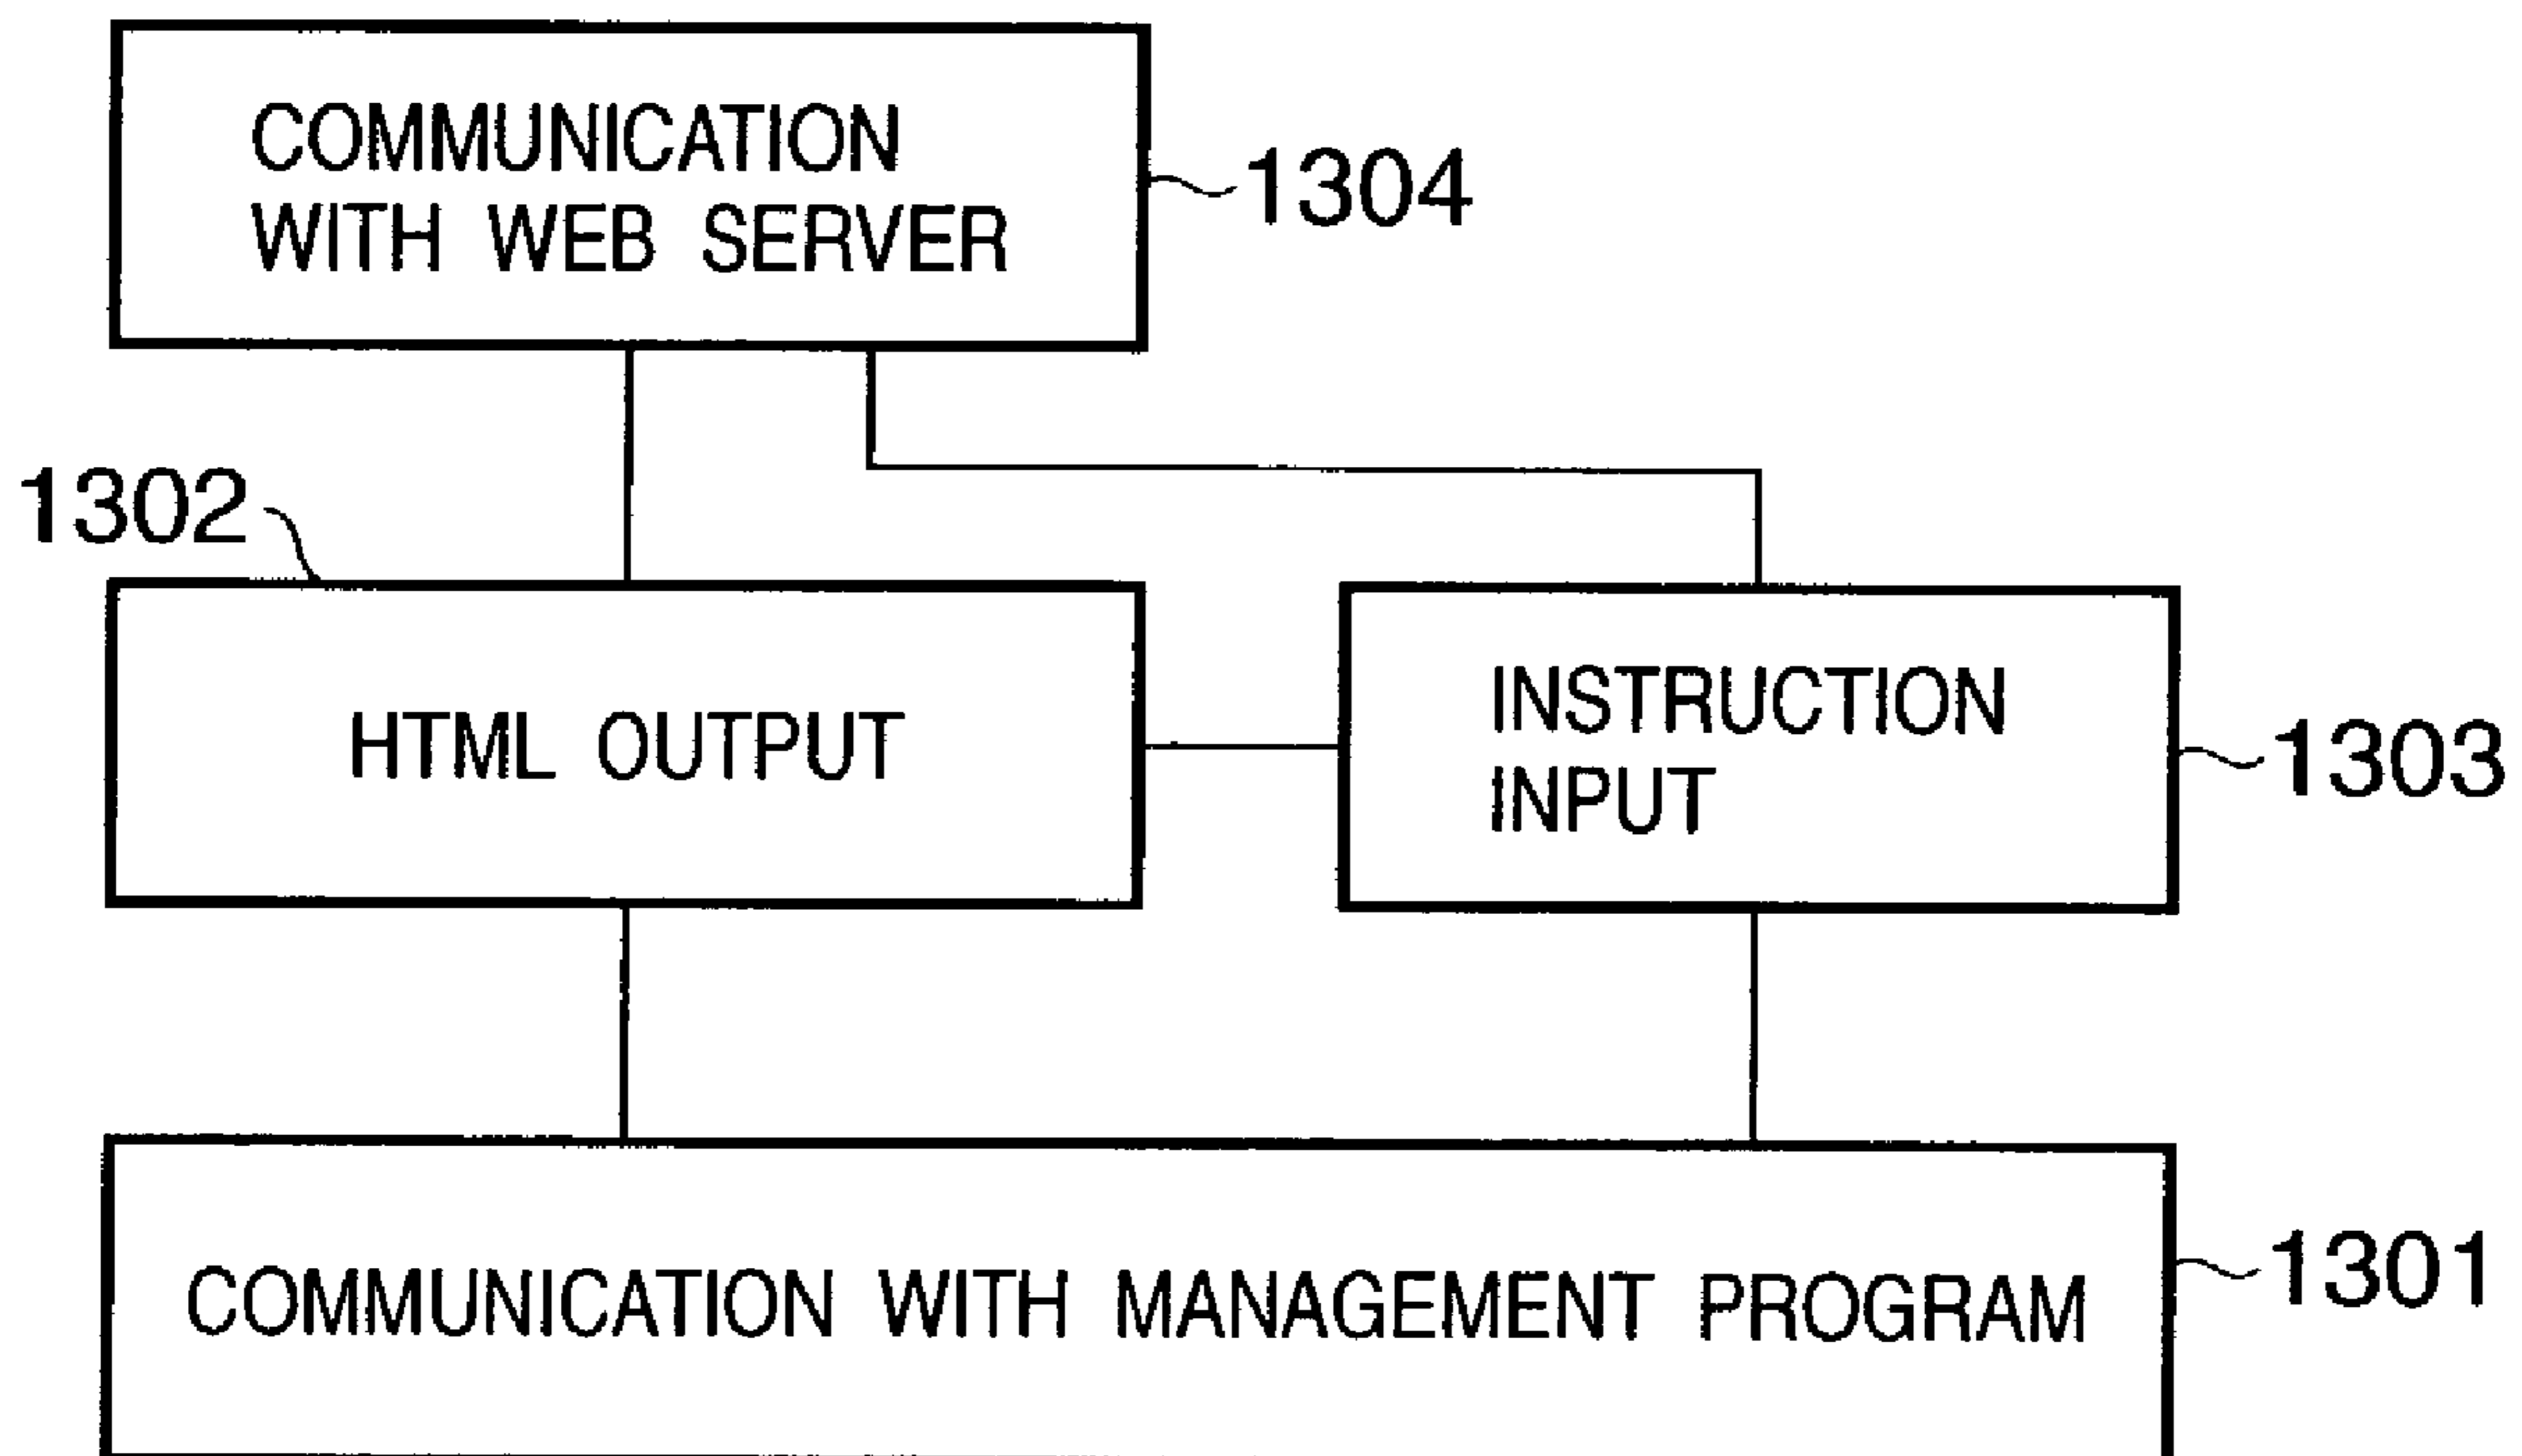 COMMUNICATION
WITH WEB SERVER
1304
1302
HTML OUTPUT
INSTRUCTION
INPUT
1303
COMMUNICATION WITH MANAGEMENT PROGRAM
1301